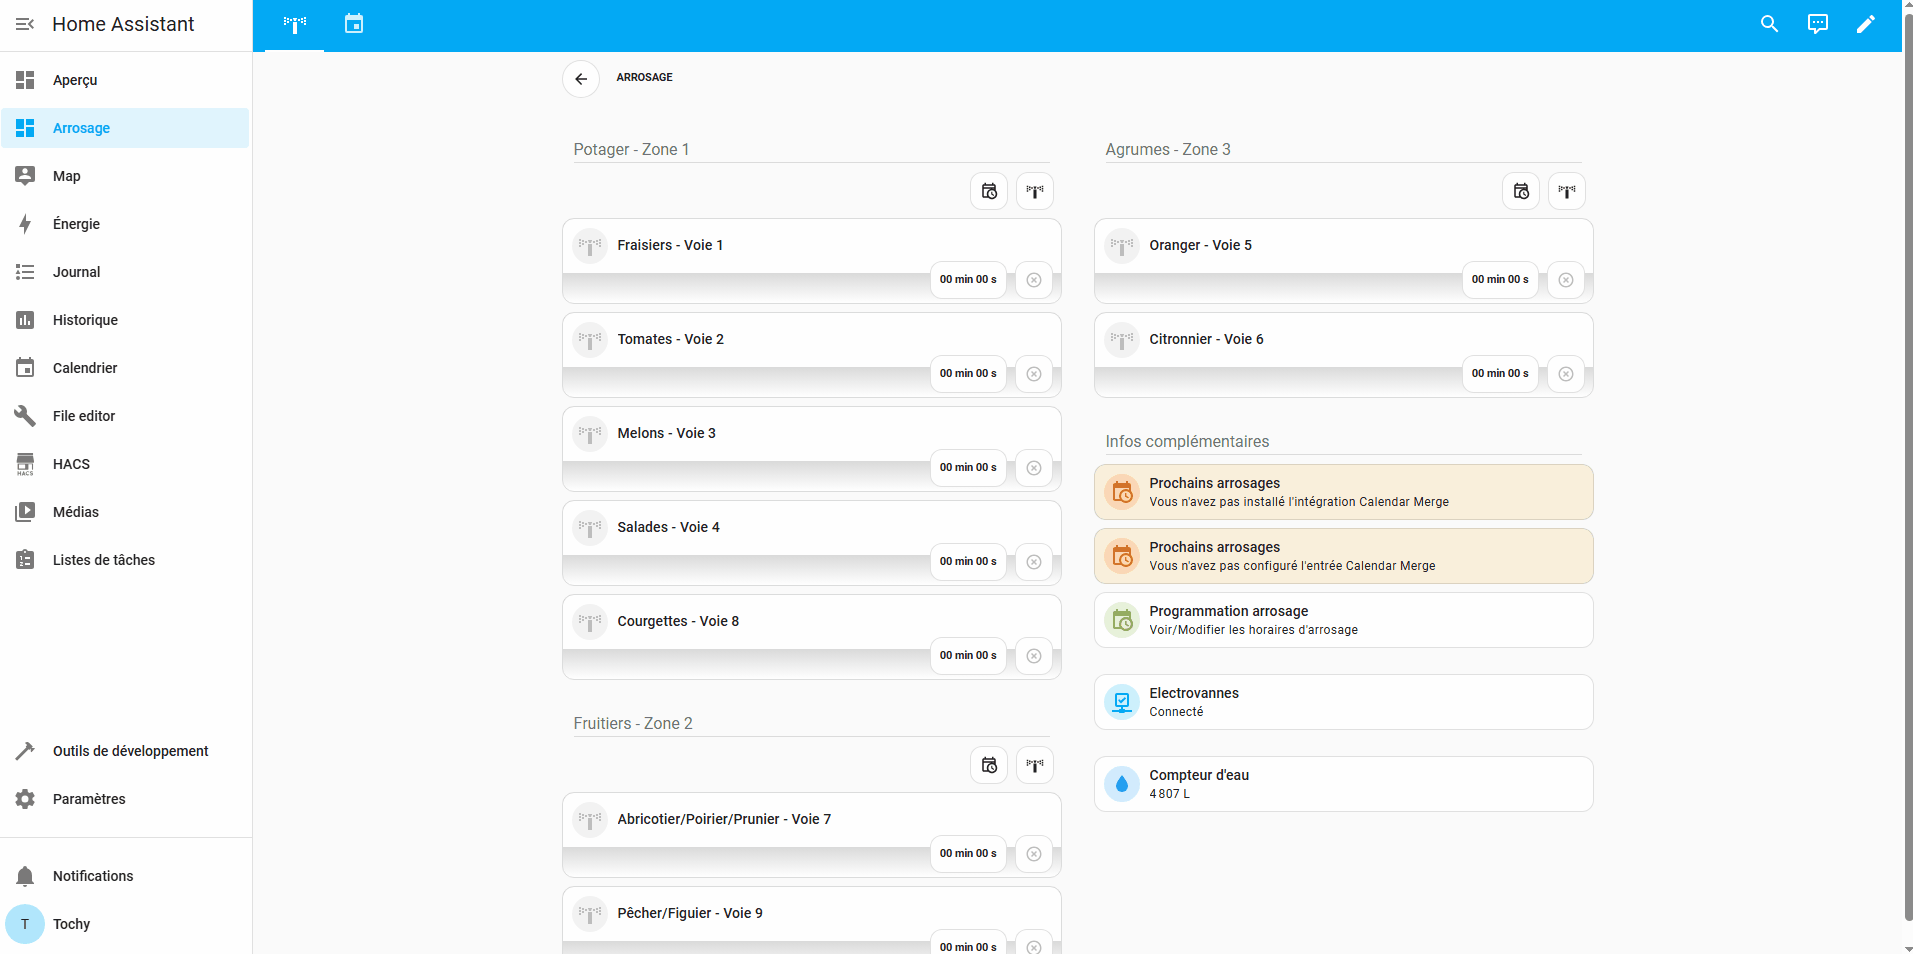 Home Assistant
Aperçu
Arrosage
Map
Énergie
Journal
Historique
Calendrier
File editor
HACS
HACS
Médias
Listes de tâches
Outils de développement
Paramètres
Notifications
T
Tochy
ARROSAGE
Potager - Zone 1
Fraisiers - Voie 1
00 min 00 s
Tomates - Voie 2
00 min 00 s
Melons - Voie 3
00 min 00 s
Salades - Voie 4
00 min 00 s
Courgettes - Voie 8
00 min 00 s
Fruitiers - Zone 2
Abricotier/Poirier/Prunier - Voie 7
00 min 00 s
Pêcher/Figuier - Voie 9
00 min 00 s
Agrumes - Zone 3
Oranger - Voie 5
00 min 00 s
Citronnier - Voie 6
00 min 00 s
Infos complémentaires
Prochains arrosages
Vous n'avez pas installé l'intégration Calendar Merge
Prochains arrosages
Vous n'avez pas configuré l'entrée Calendar Merge
Programmation arrosage
Voir/Modifier les horaires d'arrosage
Electrovannes
Connecté
Compteur d'eau
4 807 L